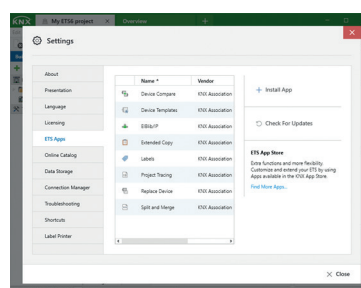 KNX
My ETS6 project
Overview
Settings
About
Presentation
Language
Licensing
ETS Apps
Online Catalog
Data Storage
Connection Manager
Troubleshooting
Shortcuts
Label Printer
Name
Vendor
Device Compare
KNX Association
Device Templates
KNX Association
EIBlib/IP
KNX Association
Extended Copy
KNX Association
Labels
KNX Association
Project Tracing
KNX Association
Replace Device
KNX Association
Split and Merge
KNX Association
Install App
Check For Updates
ETS App Store
Extra functions and more flexibility.
Customize and extend your ETS by using
Apps available in the KNX App Store.
Find More Apps...
Close